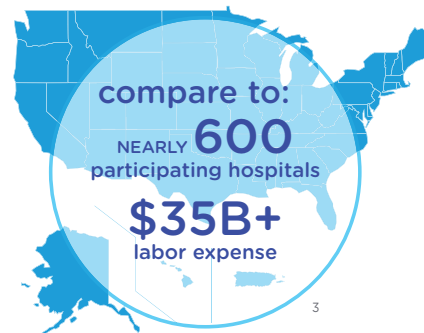 compare to:
NEARLY 600
participating hospitals
$35B+
labor expense
3